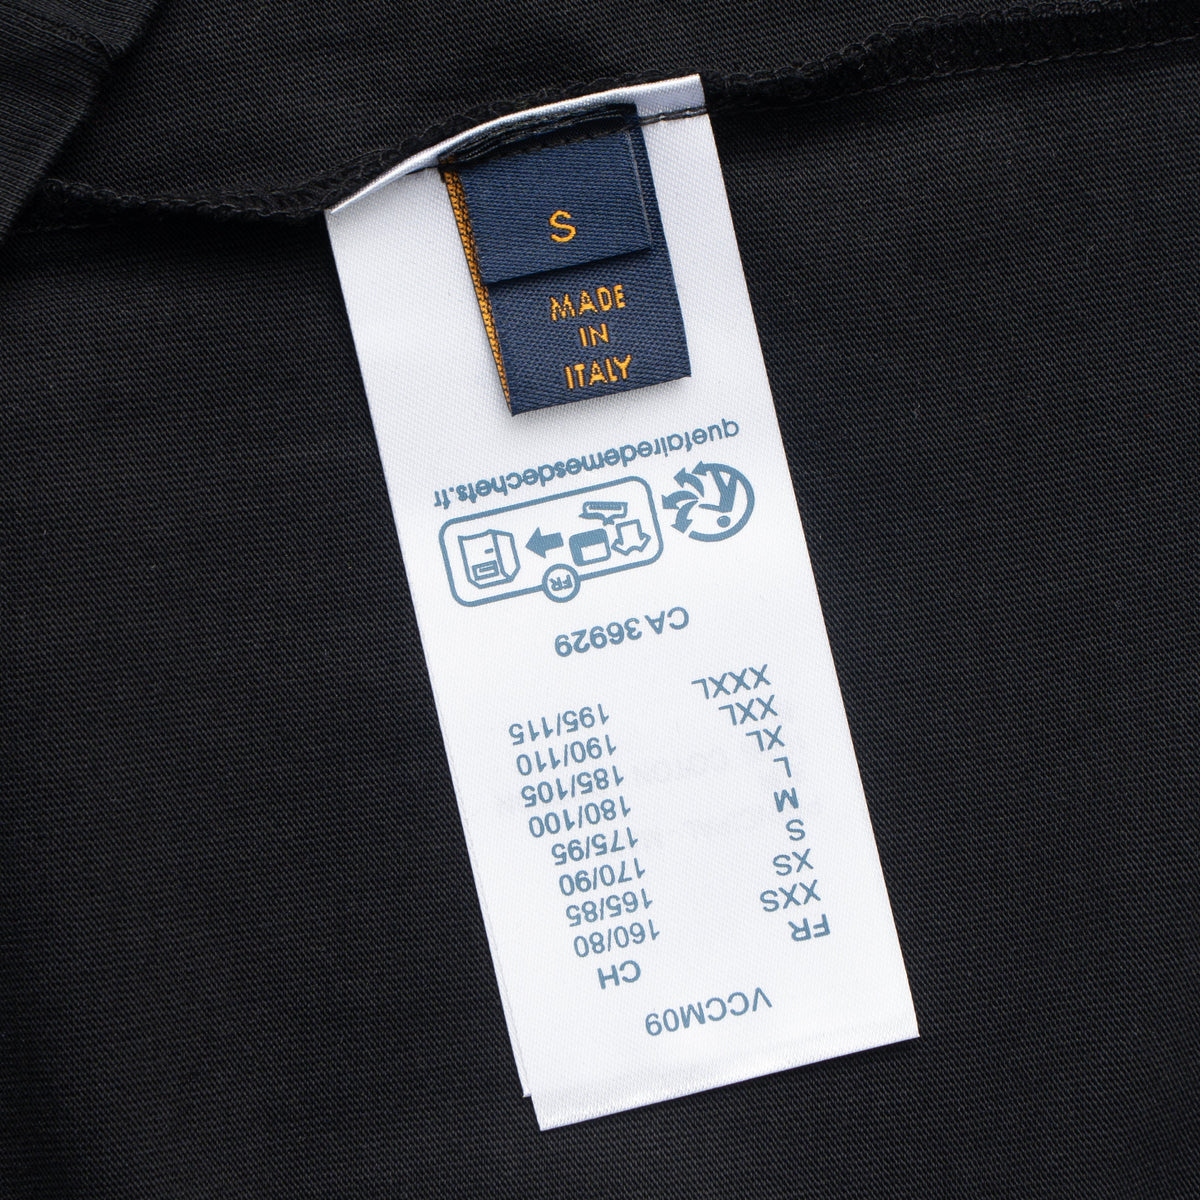 S
MADE
IN
ITALY
VCCM09
FR CH
XXS 160/80
XS 165/85
S 170/90
M 175/95
L 180/100
XL 185/105
XXL 190/110
XXXL 195/115
CA 36929
FR
quefairedemesdechets.fr